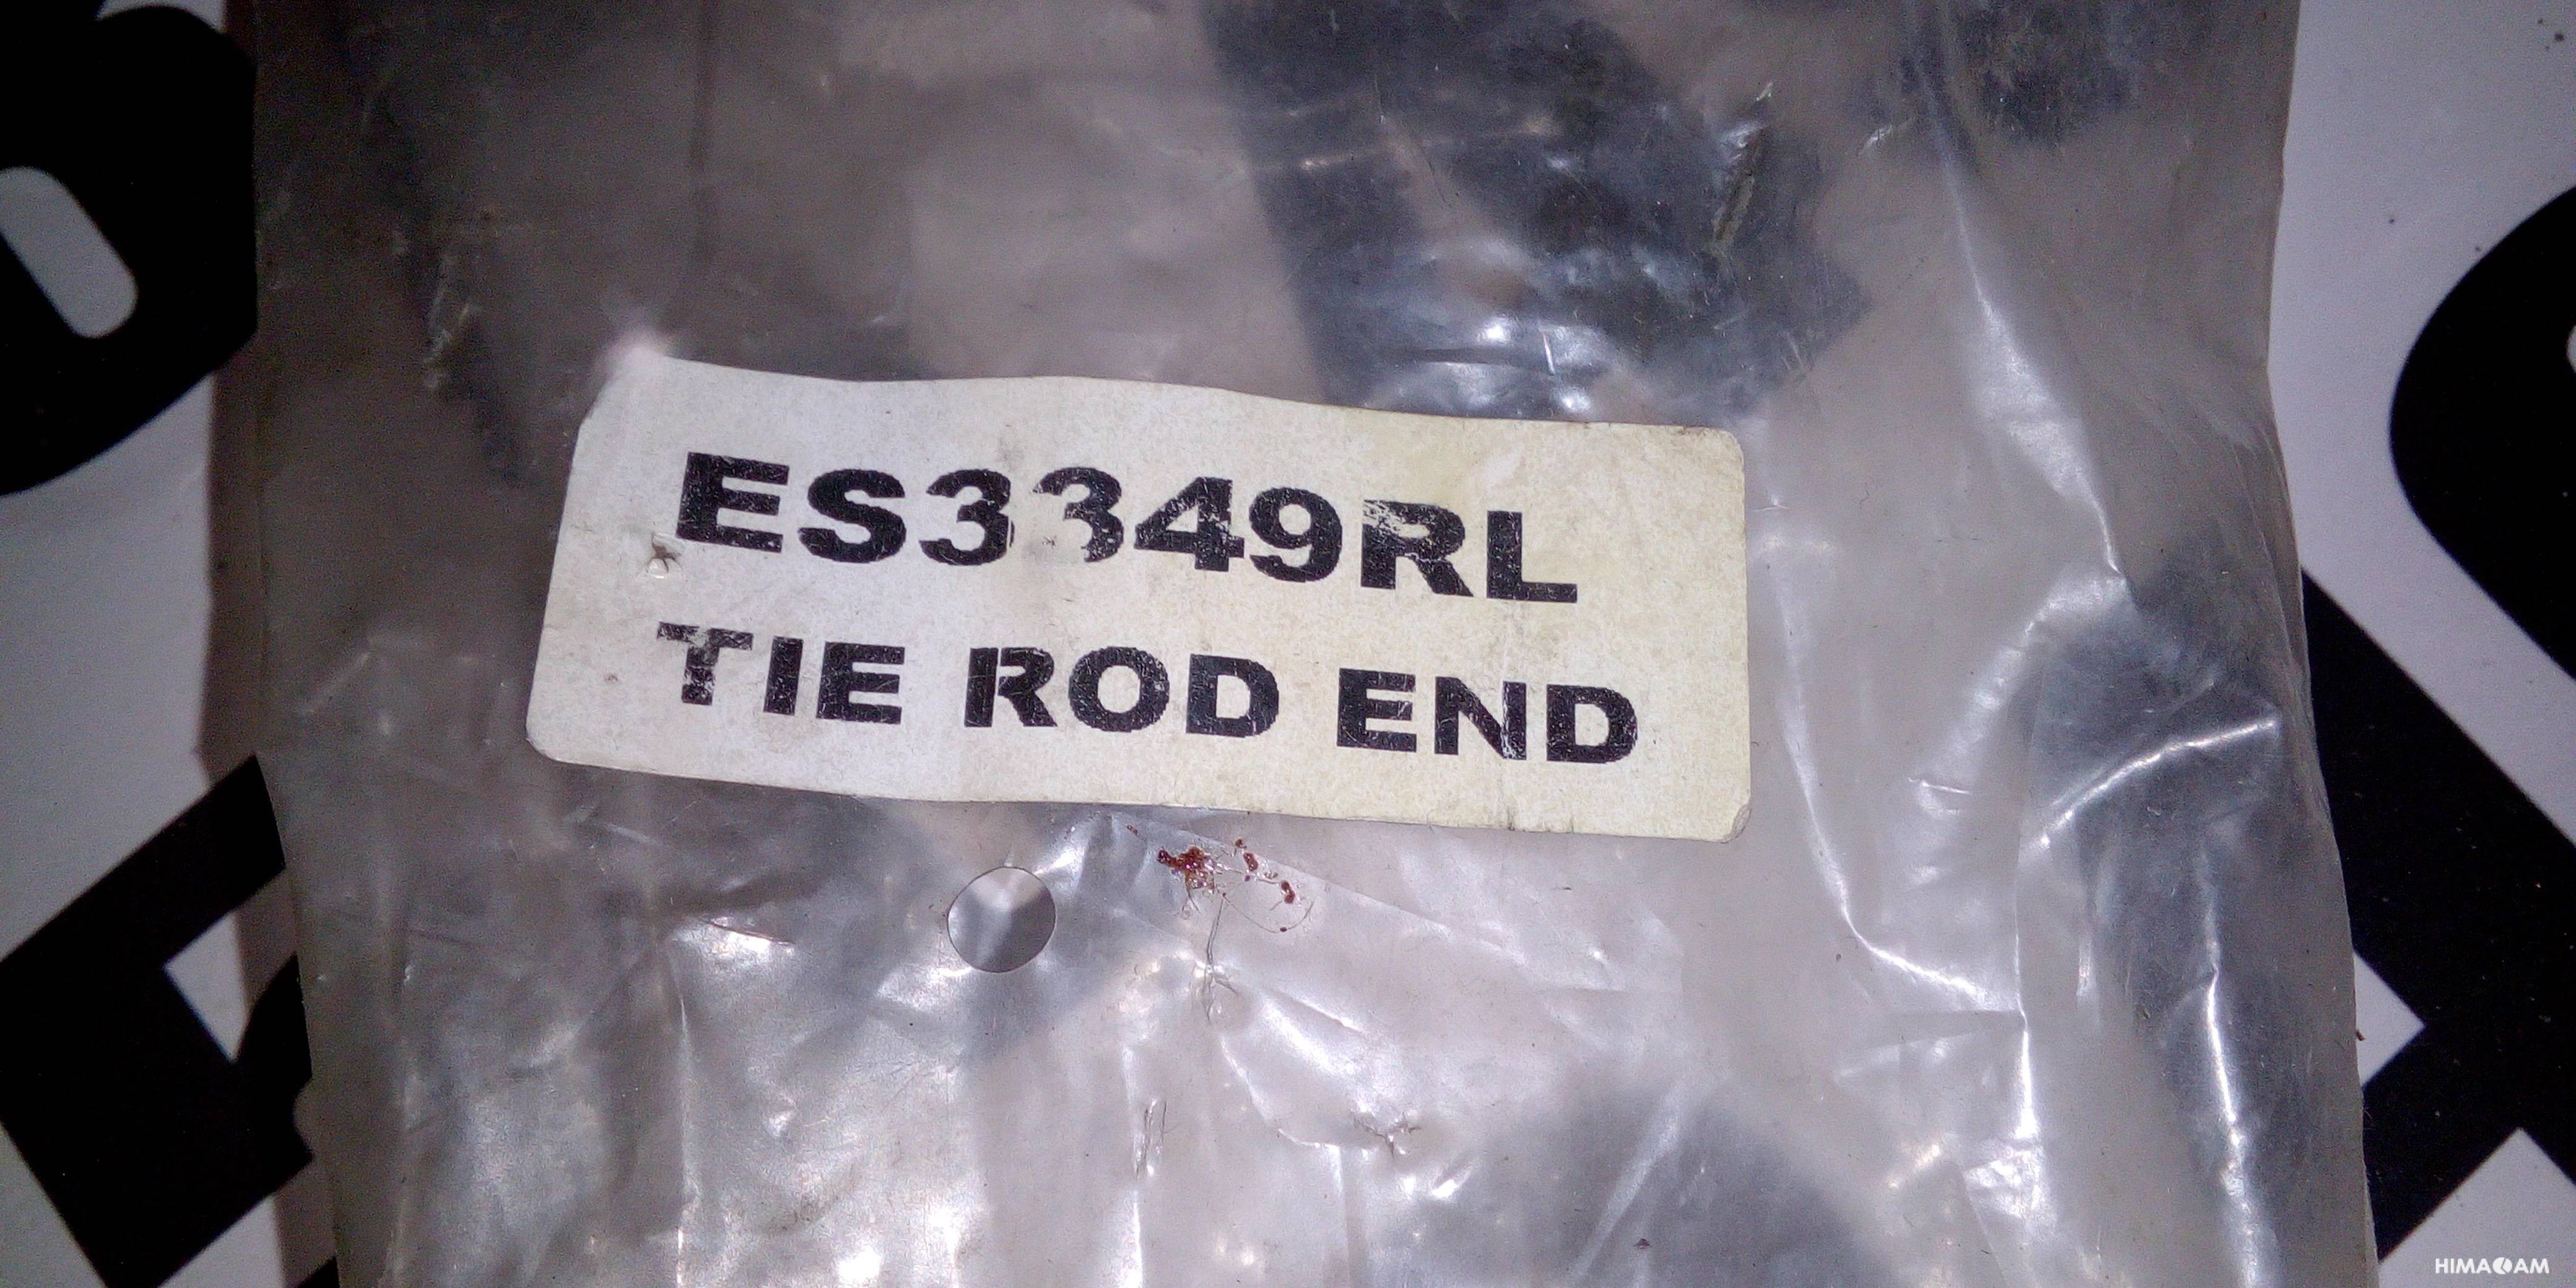 ES3349RL
TIE ROD END
HIMACAM